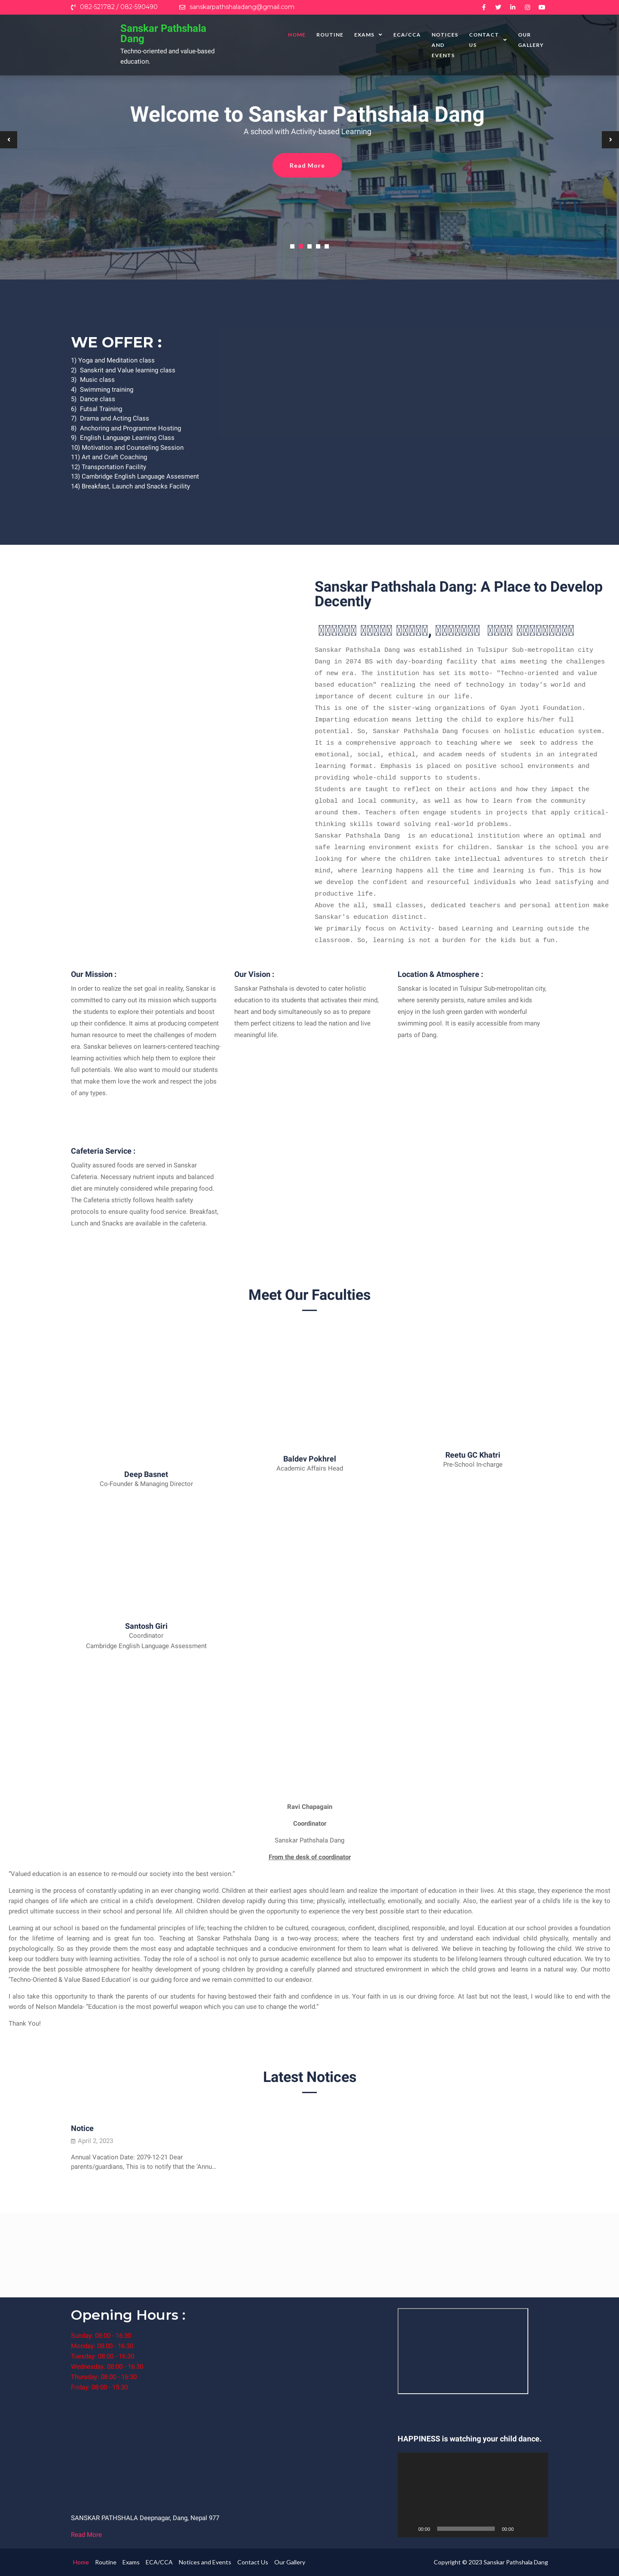 082-521782 / 082-590490
sanskarpathshaladang@gmail.com
Sanskar Pathshala
Dang
Techno-oriented and value-based
education.
HOME
ROUTINE
EXAMS
ECA/CCA
NOTICES
AND
EVENTS
CONTACT
US
OUR
GALLERY
Welcome to Sanskar Pathshala Dang
A school with Activity-based Learning
Read More
WE OFFER :
1) Yoga and Meditation class
2) Sanskrit and Value learning class
3) Music class
4) Swimming training
5) Dance class
6) Futsal Training
7) Drama and Acting Class
8) Anchoring and Programme Hosting
9) English Language Learning Class
10) Motivation and Counseling Session
11) Art and Craft Coaching
12) Transportation Facility
13) Cambridge English Language Assesment
14) Breakfast, Launch and Snacks Facility
Sanskar Pathshala Dang: A Place to Develop
Decently
Sanskar Pathshala Dang was established in Tulsipur Sub-metropolitan city
Dang in 2074 BS with day-boarding facility that aims meeting the challenges
of new era. The institution has set its motto- "Techno-oriented and value
based education" realizing the need of technology in today's world and
importance of decent culture in our life.
This is one of the sister-wing organizations of Gyan Jyoti Foundation.
Imparting education means letting the child to explore his/her full
potential. So, Sanskar Pathshala Dang focuses on holistic education system.
It is a comprehensive approach to teaching where we seek to address the
emotional, social, ethical, and academ needs of students in an integrated
learning format. Emphasis is placed on positive school environments and
providing whole-child supports to students.
Students are taught to reflect on their actions and how they impact the
global and local community, as well as how to learn from the community
around them. Teachers often engage students in projects that apply critical-
thinking skills toward solving real-world problems.
Sanskar Pathshala Dang is an educational institution where an optimal and
safe learning environment exists for children. Sanskar is the school you are
looking for where the children take intellectual adventures to stretch their
mind, where learning happens all the time and learning is fun. This is how
we develop the confident and resourceful individuals who lead satisfying and
productive life.
Above the all, small classes, dedicated teachers and personal attention make
Sanskar's education distinct.
We primarily focus on Activity- based Learning and Learning outside the
classroom. So, learning is not a burden for the kids but a fun.
Our Mission :
In order to realize the set goal in reality, Sanskar is
committed to carry out its mission which supports
the students to explore their potentials and boost
up their confidence. It aims at producing competent
human resource to meet the challenges of modern
era. Sanskar believes on learners-centered teaching-
learning activities which help them to explore their
full potentials. We also want to mould our students
that make them love the work and respect the jobs
of any types.
Our Vision :
Sanskar Pathshala is devoted to cater holistic
education to its students that activates their mind,
heart and body simultaneously so as to prepare
them perfect citizens to lead the nation and live
meaningful life.
Location & Atmosphere :
Sanskar is located in Tulsipur Sub-metropolitan city,
where serenity persists, nature smiles and kids
enjoy in the lush green garden with wonderful
swimming pool. It is easily accessible from many
parts of Dang.
Cafeteria Service :
Quality assured foods are served in Sanskar
Cafeteria. Necessary nutrient inputs and balanced
diet are minutely considered while preparing food.
The Cafeteria strictly follows health safety
protocols to ensure quality food service. Breakfast,
Lunch and Snacks are available in the cafeteria.
Meet Our Faculties
Deep Basnet
Co-Founder & Managing Director
Baldev Pokhrel
Academic Affairs Head
Reetu GC Khatri
Pre-School In-charge
Santosh Giri
Coordinator
Cambridge English Language Assessment
Ravi Chapagain
Coordinator
Sanskar Pathshala Dang
From the desk of coordinator
"Valued education is an essence to re-mould our society into the best version."
Learning is the process of constantly updating in an ever changing world. Children at their earliest ages should learn and realize the important of education in their lives. At this stage, they experience the most
rapid changes of life which are critical in a child's development. Children develop rapidly during this time; physically, intellectually, emotionally, and socially. Also, the earliest year of a child's life is the key to
predict ultimate success in their school and personal life. All children should be given the opportunity to experience the very best possible start to their education.
Learning at our school is based on the fundamental principles of life; teaching the children to be cultured, courageous, confident, disciplined, responsible, and loyal. Education at our school provides a foundation
for the lifetime of learning and is great fun too. Teaching at Sanskar Pathshala Dang is a two-way process; where the teachers first try and understand each individual child physically, mentally and
psychologically. So as they provide them the most easy and adaptable techniques and a conducive environment for them to learn what is delivered. We believe in teaching by following the child. We strive to
keep our toddlers busy with learning activities. Today the role of a school is not only to pursue academic excellence but also to empower its students to be lifelong learners through cultured education. We try to
provide the best possible atmosphere for healthy development of young children by providing a carefully planned and structured environment in which the child grows and learns in a natural way. Our motto
'Techno-Oriented & Value Based Education' is our guiding force and we remain committed to our endeavor.
I also take this opportunity to thank the parents of our students for having bestowed their faith and confidence in us. Your faith in us is our driving force. At last but not the least, I would like to end with the
words of Nelson Mandela- "Education is the most powerful weapon which you can use to change the world."
Thank You!
Latest Notices
Notice
April 2, 2023
Annual Vacation Date: 2079-12-21 Dear
parents/guardians, This is to notify that the 'Annu...
Opening Hours :
Sunday: 08:00 - 16:30
Monday: 08:00 - 16:30
Tuesday: 08:00 - 16:30
Wednesday: 08:00 - 16:30
Thursday: 08:00 - 16:30
Friday: 08:00 - 16:30
HAPPINESS is watching your child dance.
00:00
00:00
SANSKAR PATHSHALA Deepnagar, Dang, Nepal 977
Read More
Home
Routine
Exams
ECA/CCA
Notices and Events
Contact Us
Our Gallery
Copyright © 2023 Sanskar Pathshala Dang